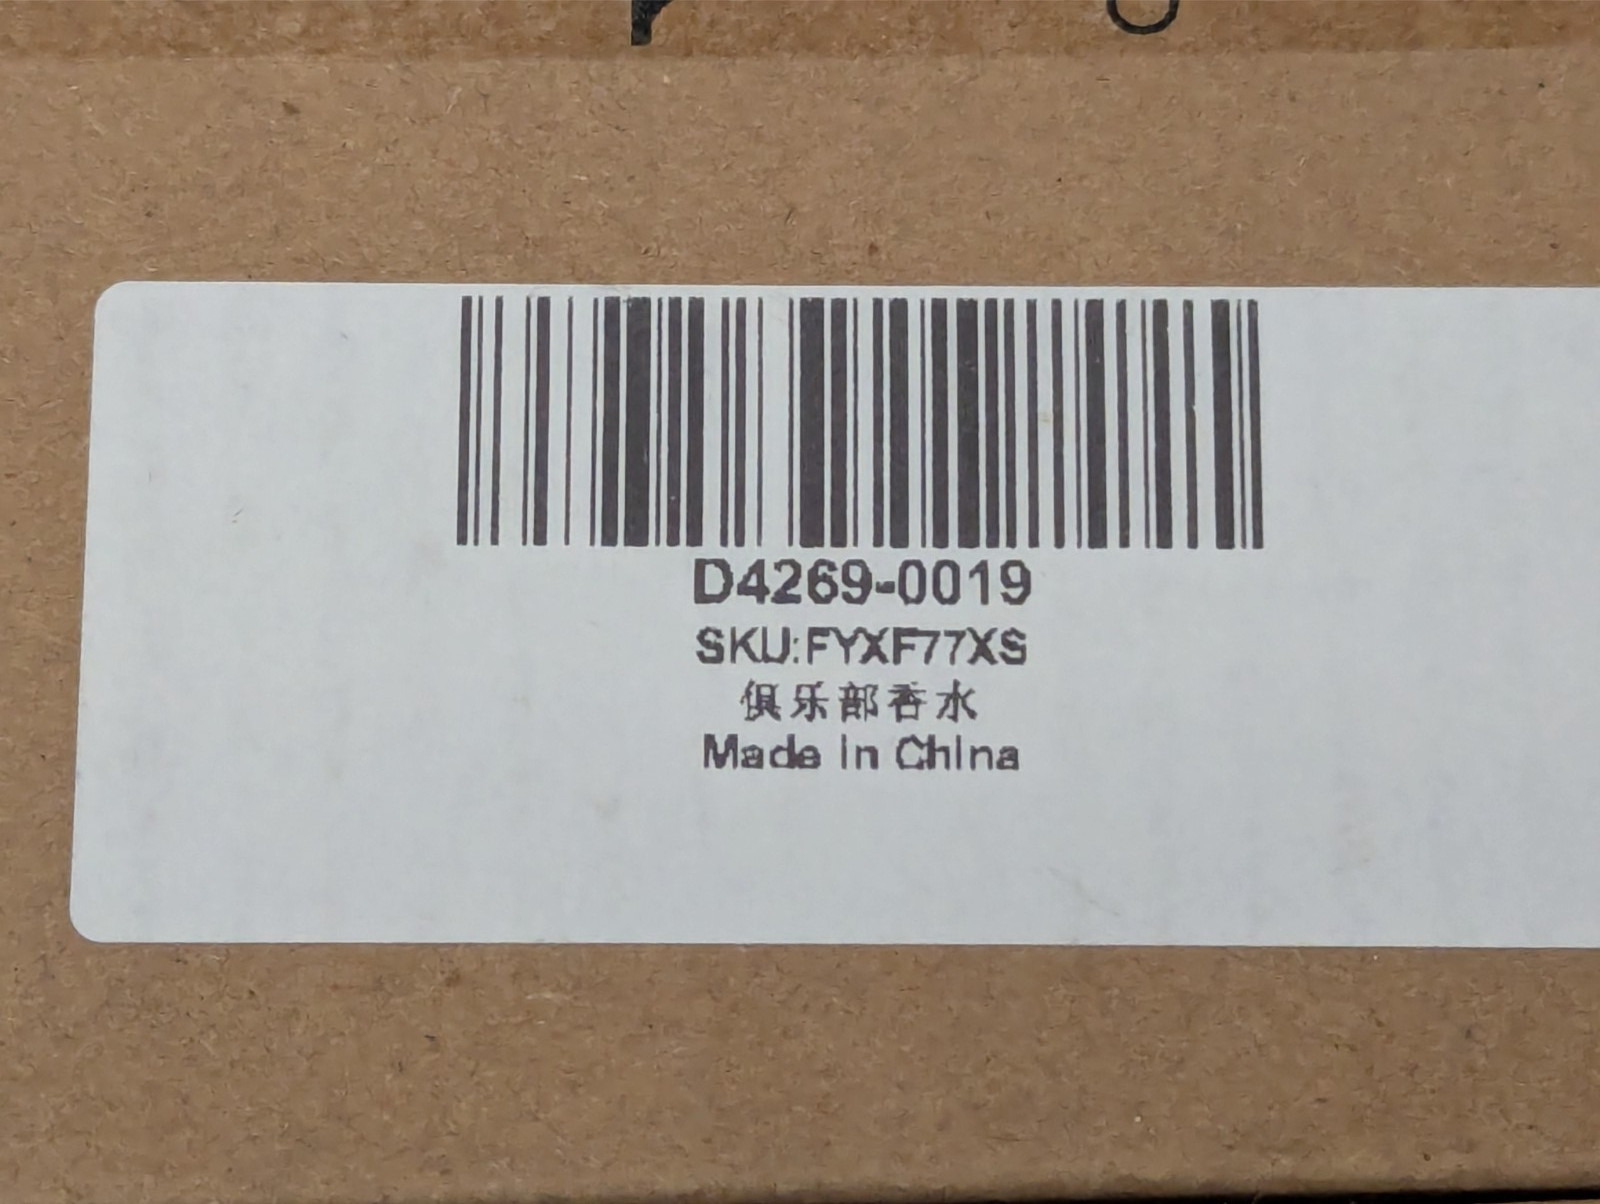 D4269-0019
SKU:FYXF77XS
俱乐部香水
Made in China